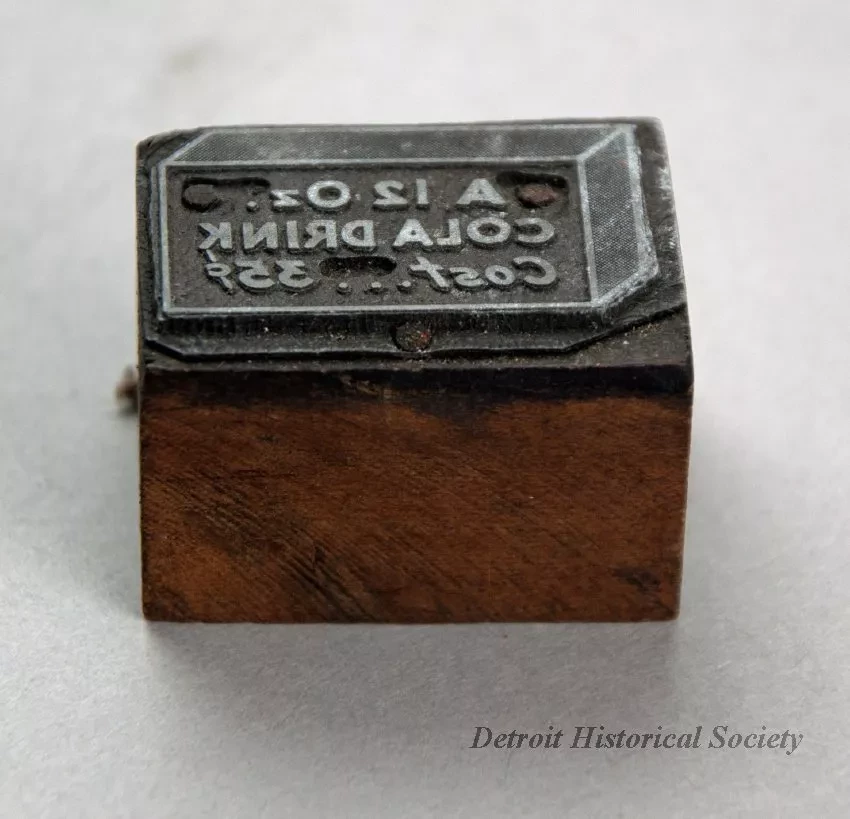 A 12 Oz.
COLA DRINK
Cost... 35¢
Detroit Historical Society